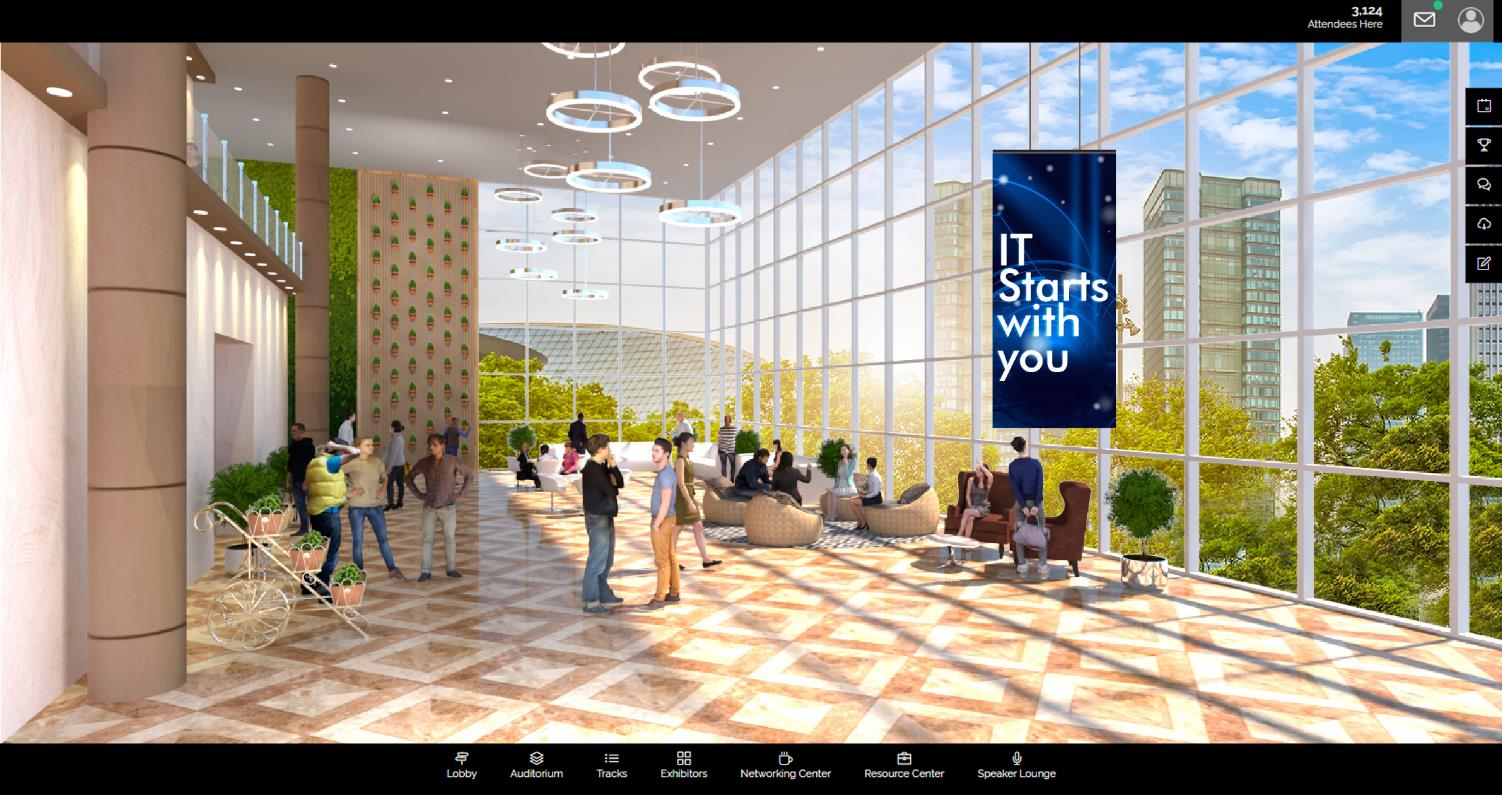 3,124
Attendees Here
IT
Starts
with
you
Lobby
Auditorium
Tracks
Exhibitors
Networking Center
Resource Center
Speaker Lounge